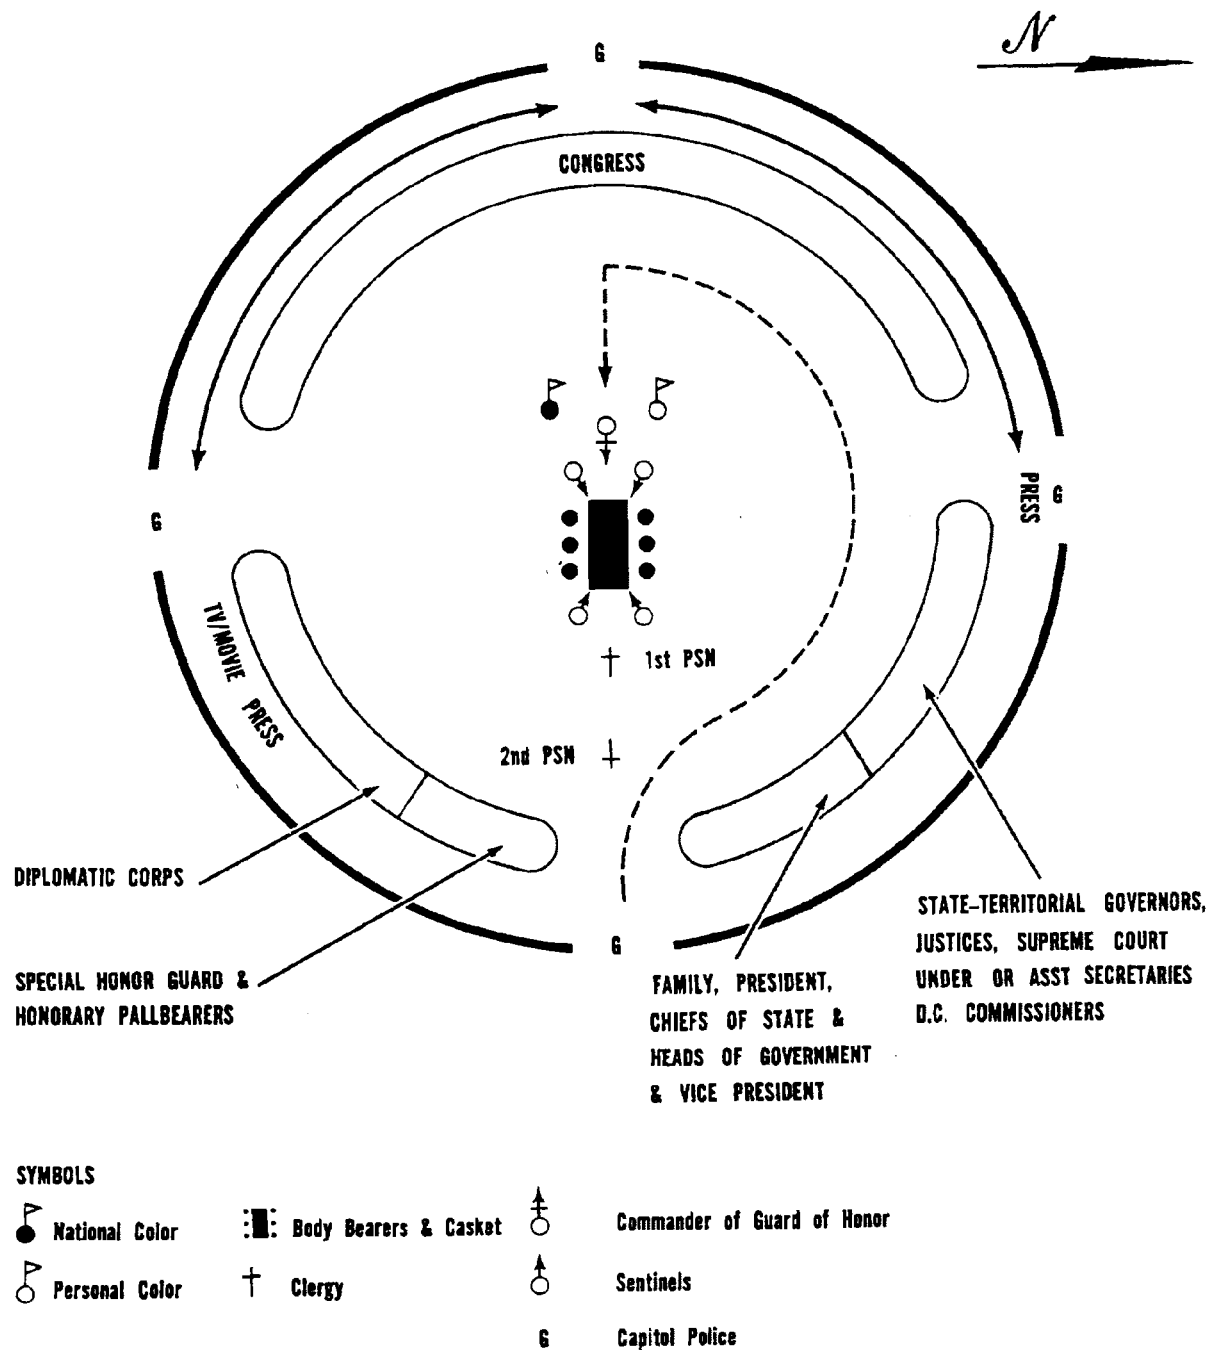 N
G
CONGRESS
PRESS
G
G
TV/MOVIE PRESS
1st PSN
2nd PSN
DIPLOMATIC CORPS
SPECIAL HONOR GUARD &
HONORARY PALLBEARERS
G
FAMILY, PRESIDENT,
CHIEFS OF STATE &
HEADS OF GOVERNMENT
& VICE PRESIDENT
STATE–TERRITORIAL GOVERNORS,
JUSTICES, SUPREME COURT
UNDER OR ASST SECRETARIES
D.C. COMMISSIONERS
SYMBOLS
National Color
Body Bearers & Casket
Commander of Guard of Honor
Personal Color
Clergy
Sentinels
G Capitol Police